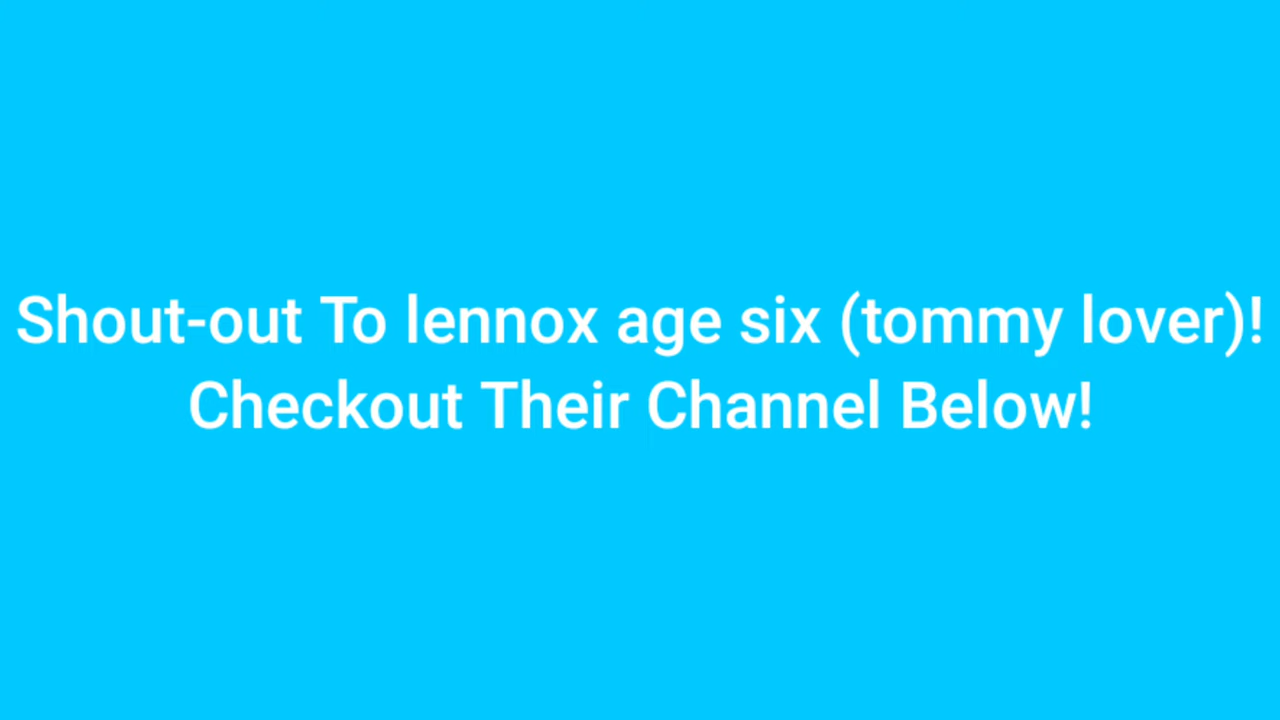 Shout-out To lennox age six (tommy lover)!
Checkout Their Channel Below!